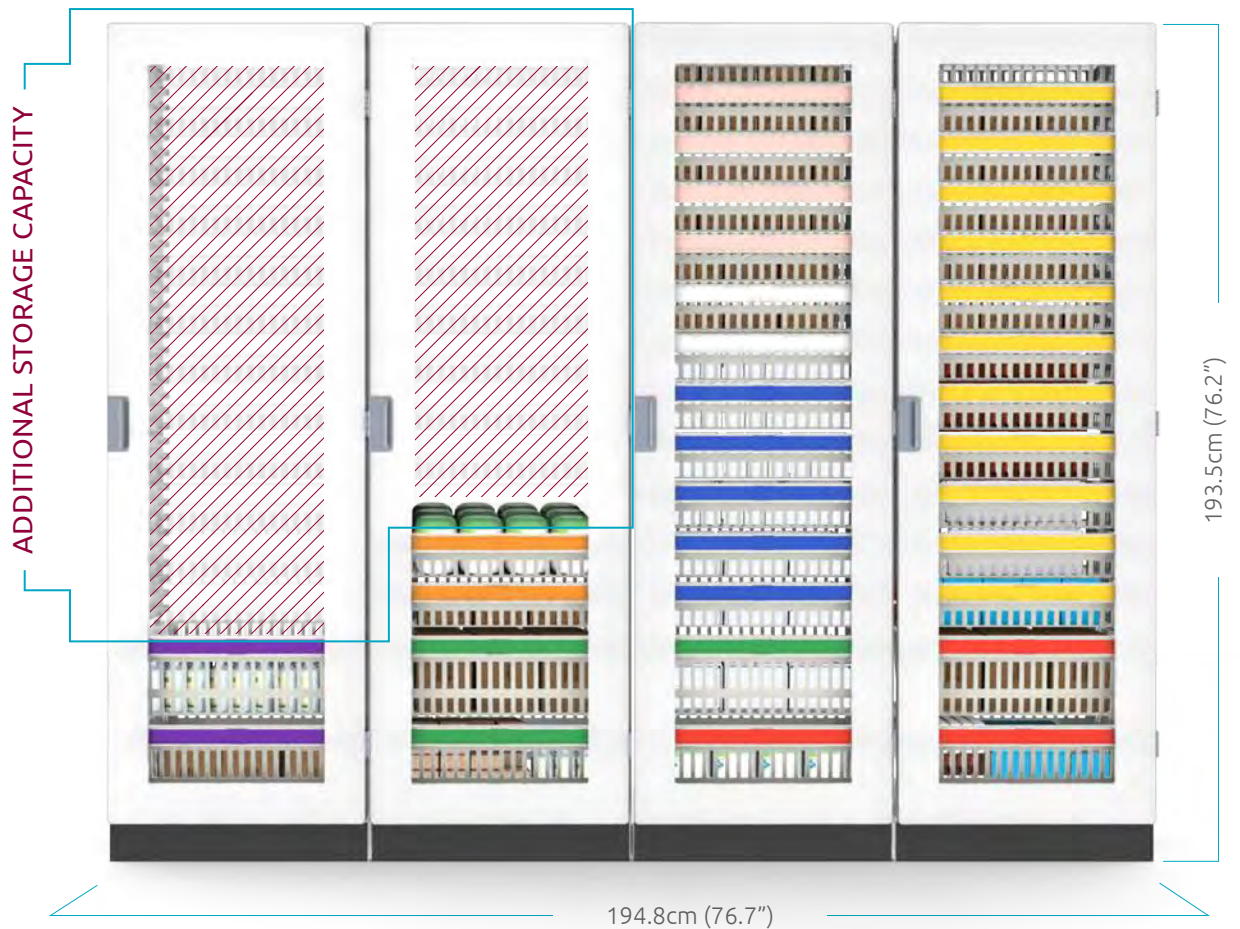 ADDITIONAL STORAGE CAPACITY
193.5cm (76.2”)
194.8cm (76.7”)